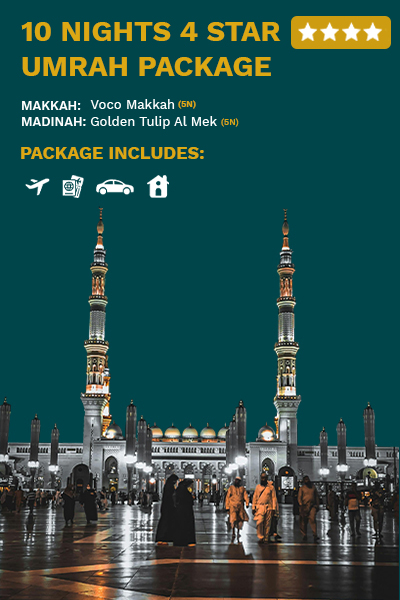 10 NIGHTS 4 STAR
UMRAH PACKAGE
MAKKAH: Voco Makkah (5N)
MADINAH: Golden Tulip Al Mek (5N)
PACKAGE INCLUDES: